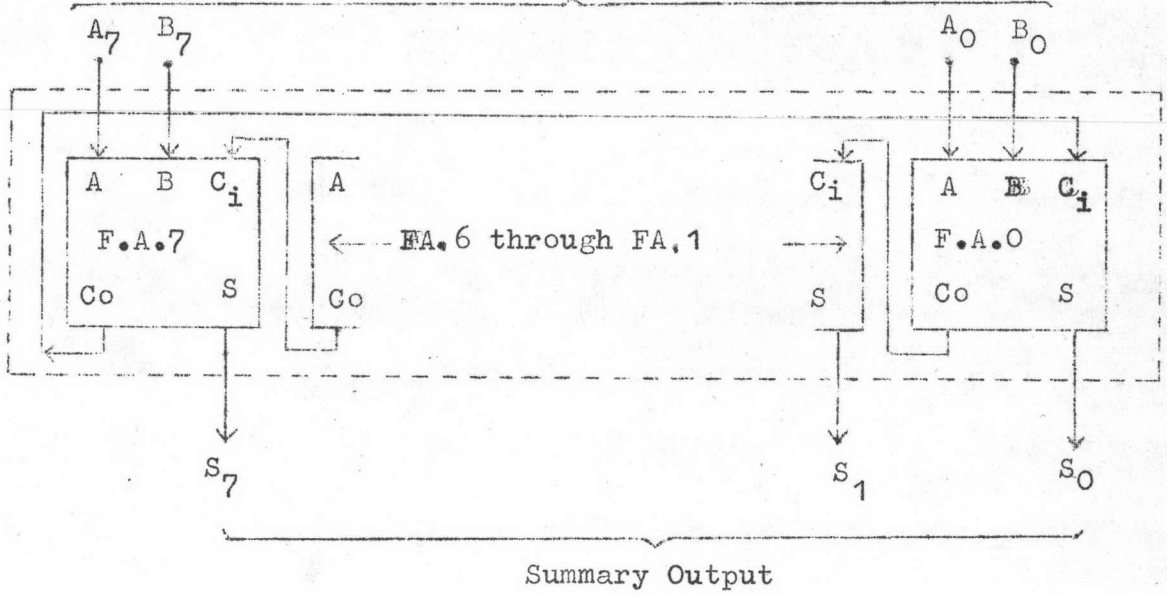 A7 B7 A0 B0
A B Ci A Ci A B Ci
F.A.7 FA.6 through FA.1 F.A.0
Co S Co S Co S
S7 S1 S0
Summary Output